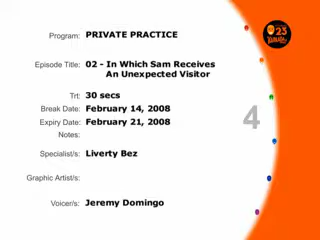 Program: PRIVATE PRACTICE
Episode Title: 02 - In Which Sam Receives
An Unexpected Visitor
Trt: 30 secs
Break Date: February 14, 2008
Expiry Date: February 21, 2008
Notes:
Specialist/s: Liverty Bez
Graphic Artist/s:
Voicer/s: Jeremy Domingo
4
23